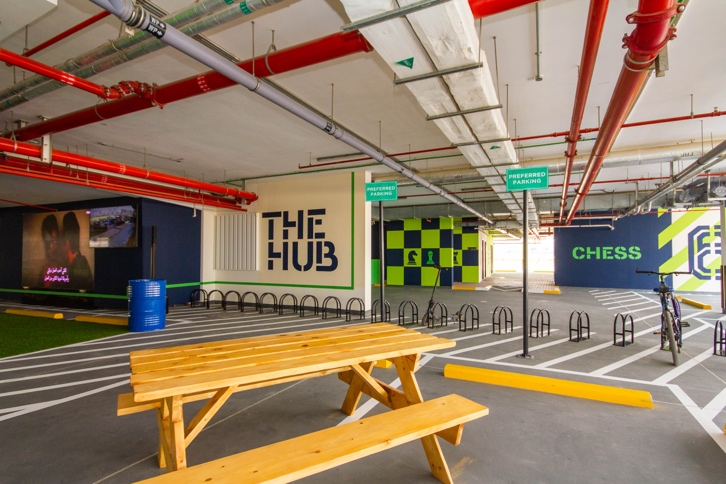 PREFERRED
PARKING
PREFERRED
PARKING
THE
HUB
CHESS